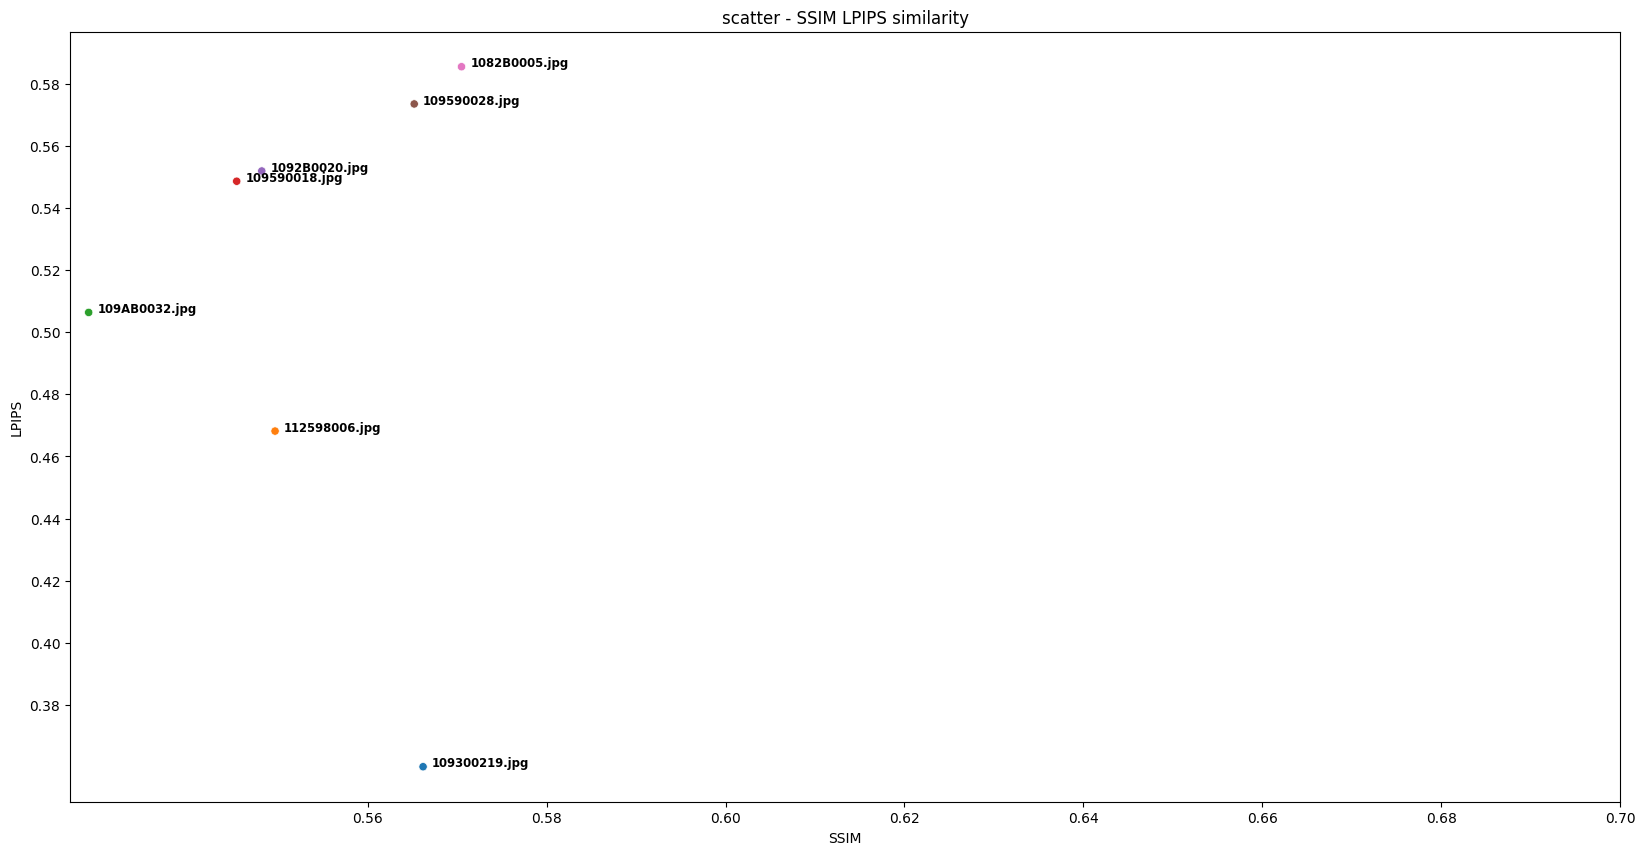 scatter - SSIM LPIPS similarity
1082B0005.jpg
0.58
109590028.jpg
0.56
1092B0020.jpg
109590018.jpg
0.54
0.52
109AB0032.jpg
0.50
0.48
LPIPS
112598006.jpg
0.46
0.44
0.42
0.40
0.38
109300219.jpg
0.56 0.58 0.60 0.62 0.64 0.66 0.68 0.70
SSIM